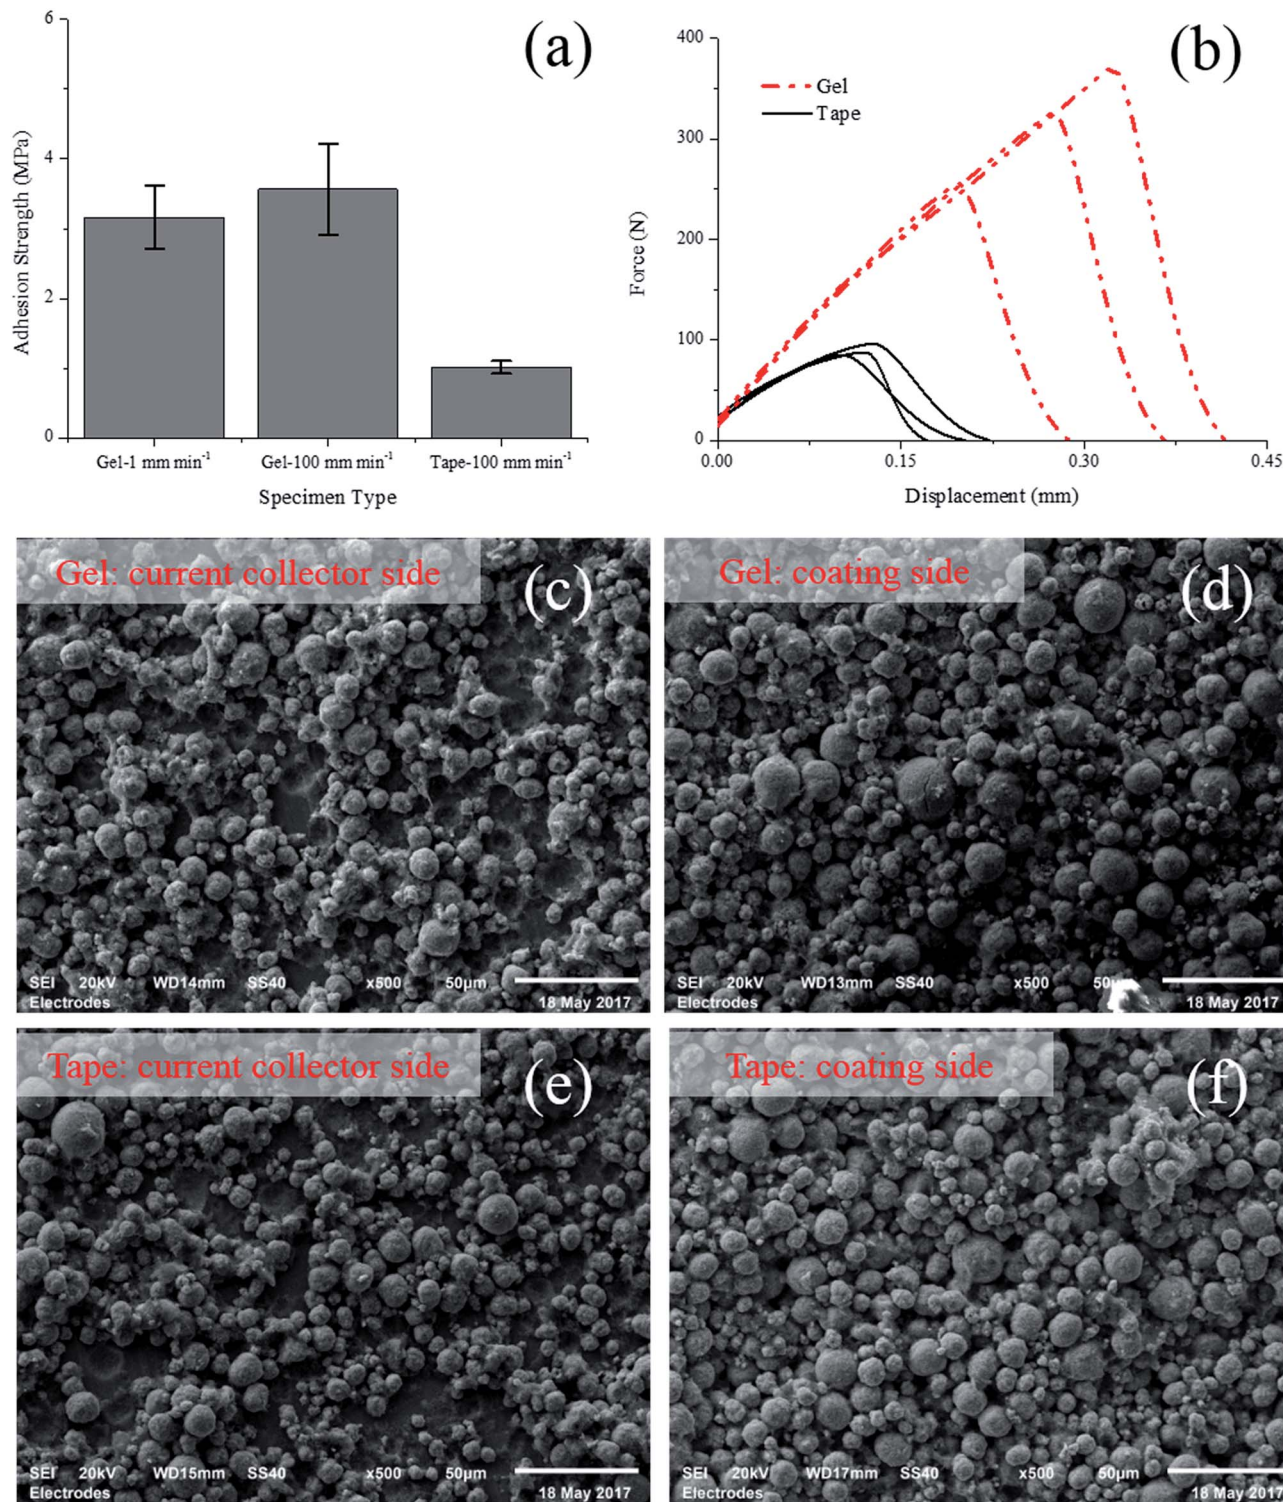 (a)
6
4
2
0
Adhesion Strength (MPa)
Gel-1 mm min⁻¹ Gel-100 mm min⁻¹ Tape-100 mm min⁻¹
Specimen Type
(b)
400
300
200
100
0
Force (N)
Gel
Tape
0.00 0.15 0.30 0.45
Displacement (mm)
Gel: current collector side
(c)
SEI 20kV WD14mm SS40 x500 50µm
Electrodes 18 May 2017
Gel: coating side
(d)
SEI 20kV WD13mm SS40 x500 50µm
Electrodes 18 May 2017
Tape: current collector side
(e)
SEI 20kV WD15mm SS40 x500 50µm
Electrodes 18 May 2017
Tape: coating side
(f)
SEI 20kV WD17mm SS40 x500 50µm
Electrodes 18 May 2017